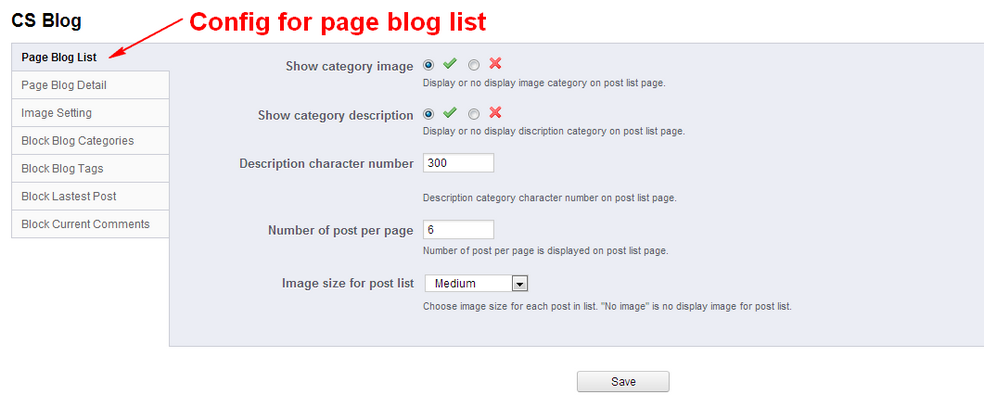 CS Blog
Config for page blog list
Page Blog List
Page Blog Detail
Image Setting
Block Blog Categories
Block Blog Tags
Block Lastest Post
Block Current Comments
Show category image
Display or no display image category on post list page.
Show category description
Display or no display discription category on post list page.
Description character number
300
Description category character number on post list page.
Number of post per page
6
Number of post per page is displayed on post list page.
Image size for post list
Medium
Choose image size for each post in list. "No image" is no display image for post list.
Save